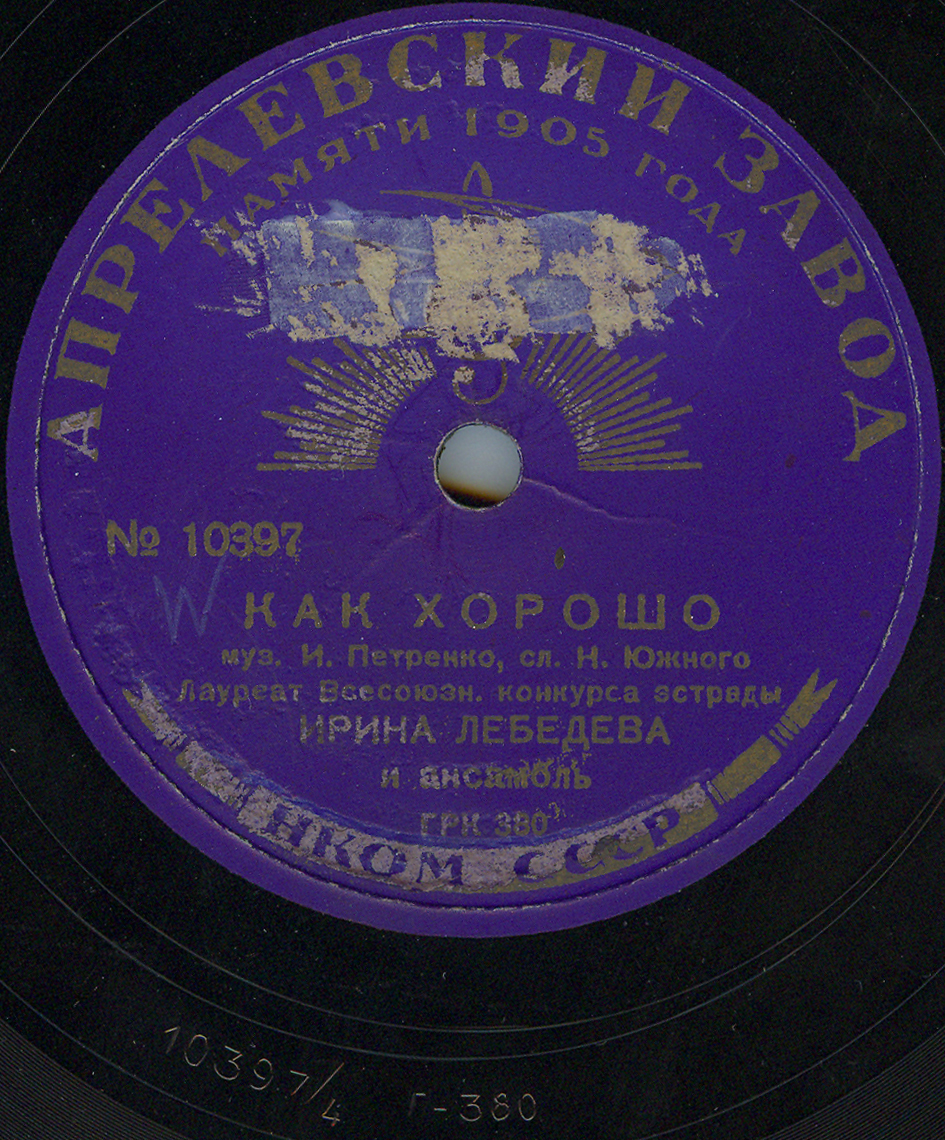 АПРЕЛЕВСКИЙ ЗАВОД
ПАМЯТИ 1905 ГОДА
№ 10397
КАК ХОРОШО
муз. И. Петренко, сл. Н. Южного
Лауреат Всесоюзн. конкурса эстрады
ИРИНА ЛЕБЕДЕВА
и ансамбль
ГРК 380
НКОМ СССР
10397/4 Г-380